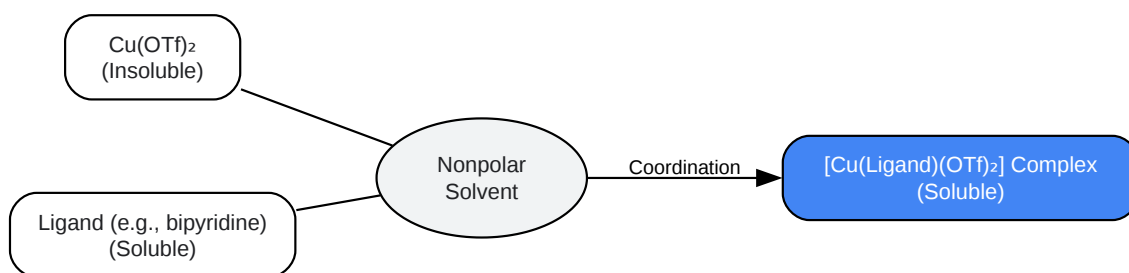 Cu(OTf)₂
(Insoluble)
Ligand (e.g., bipyridine)
(Soluble)
Nonpolar
Solvent
Coordination
[Cu(Ligand)(OTf)₂] Complex
(Soluble)